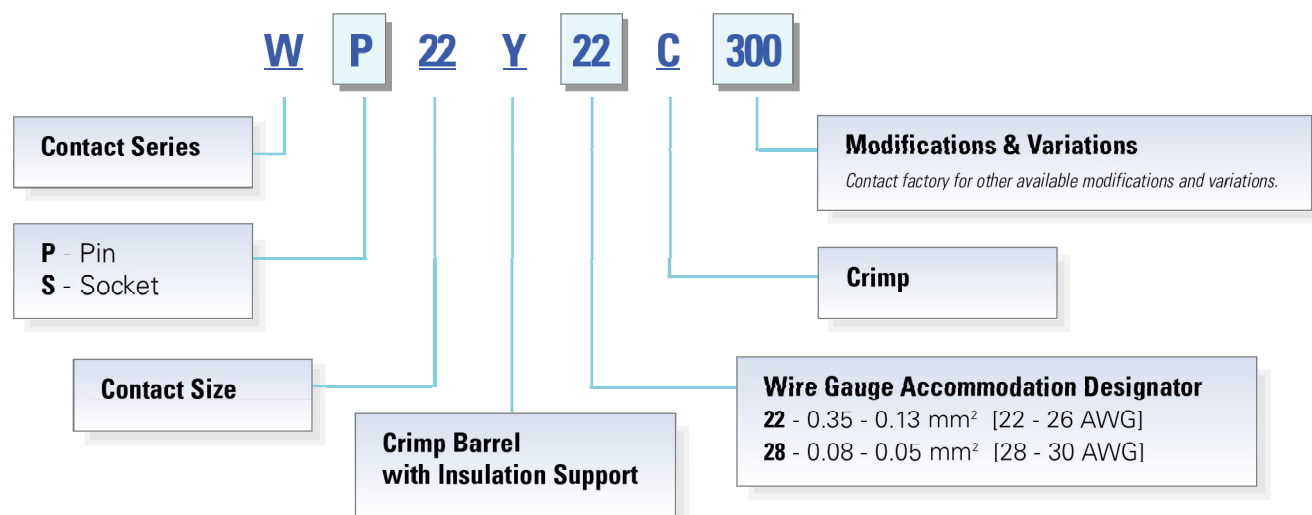 W P 22 Y 22 C 300
Contact Series
P - Pin
S - Socket
Contact Size
Crimp Barrel
with Insulation Support
Modifications & Variations
Contact factory for other available modifications and variations.
Crimp
Wire Gauge Accommodation Designator
22 - 0.35 - 0.13 mm² [22 - 26 AWG]
28 - 0.08 - 0.05 mm² [28 - 30 AWG]